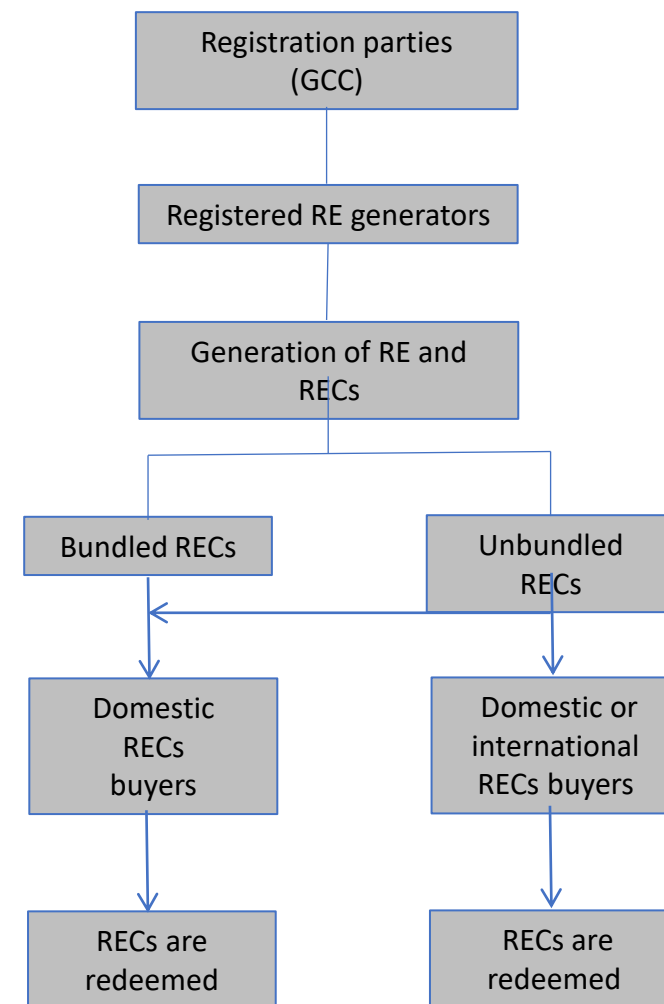 Registration parties
(GCC)
Registered RE generators
Generation of RE and
RECs
Bundled RECs
Unbundled
RECs
Domestic
RECs
buyers
Domestic or
international
RECs buyers
RECs are
redeemed
RECs are
redeemed